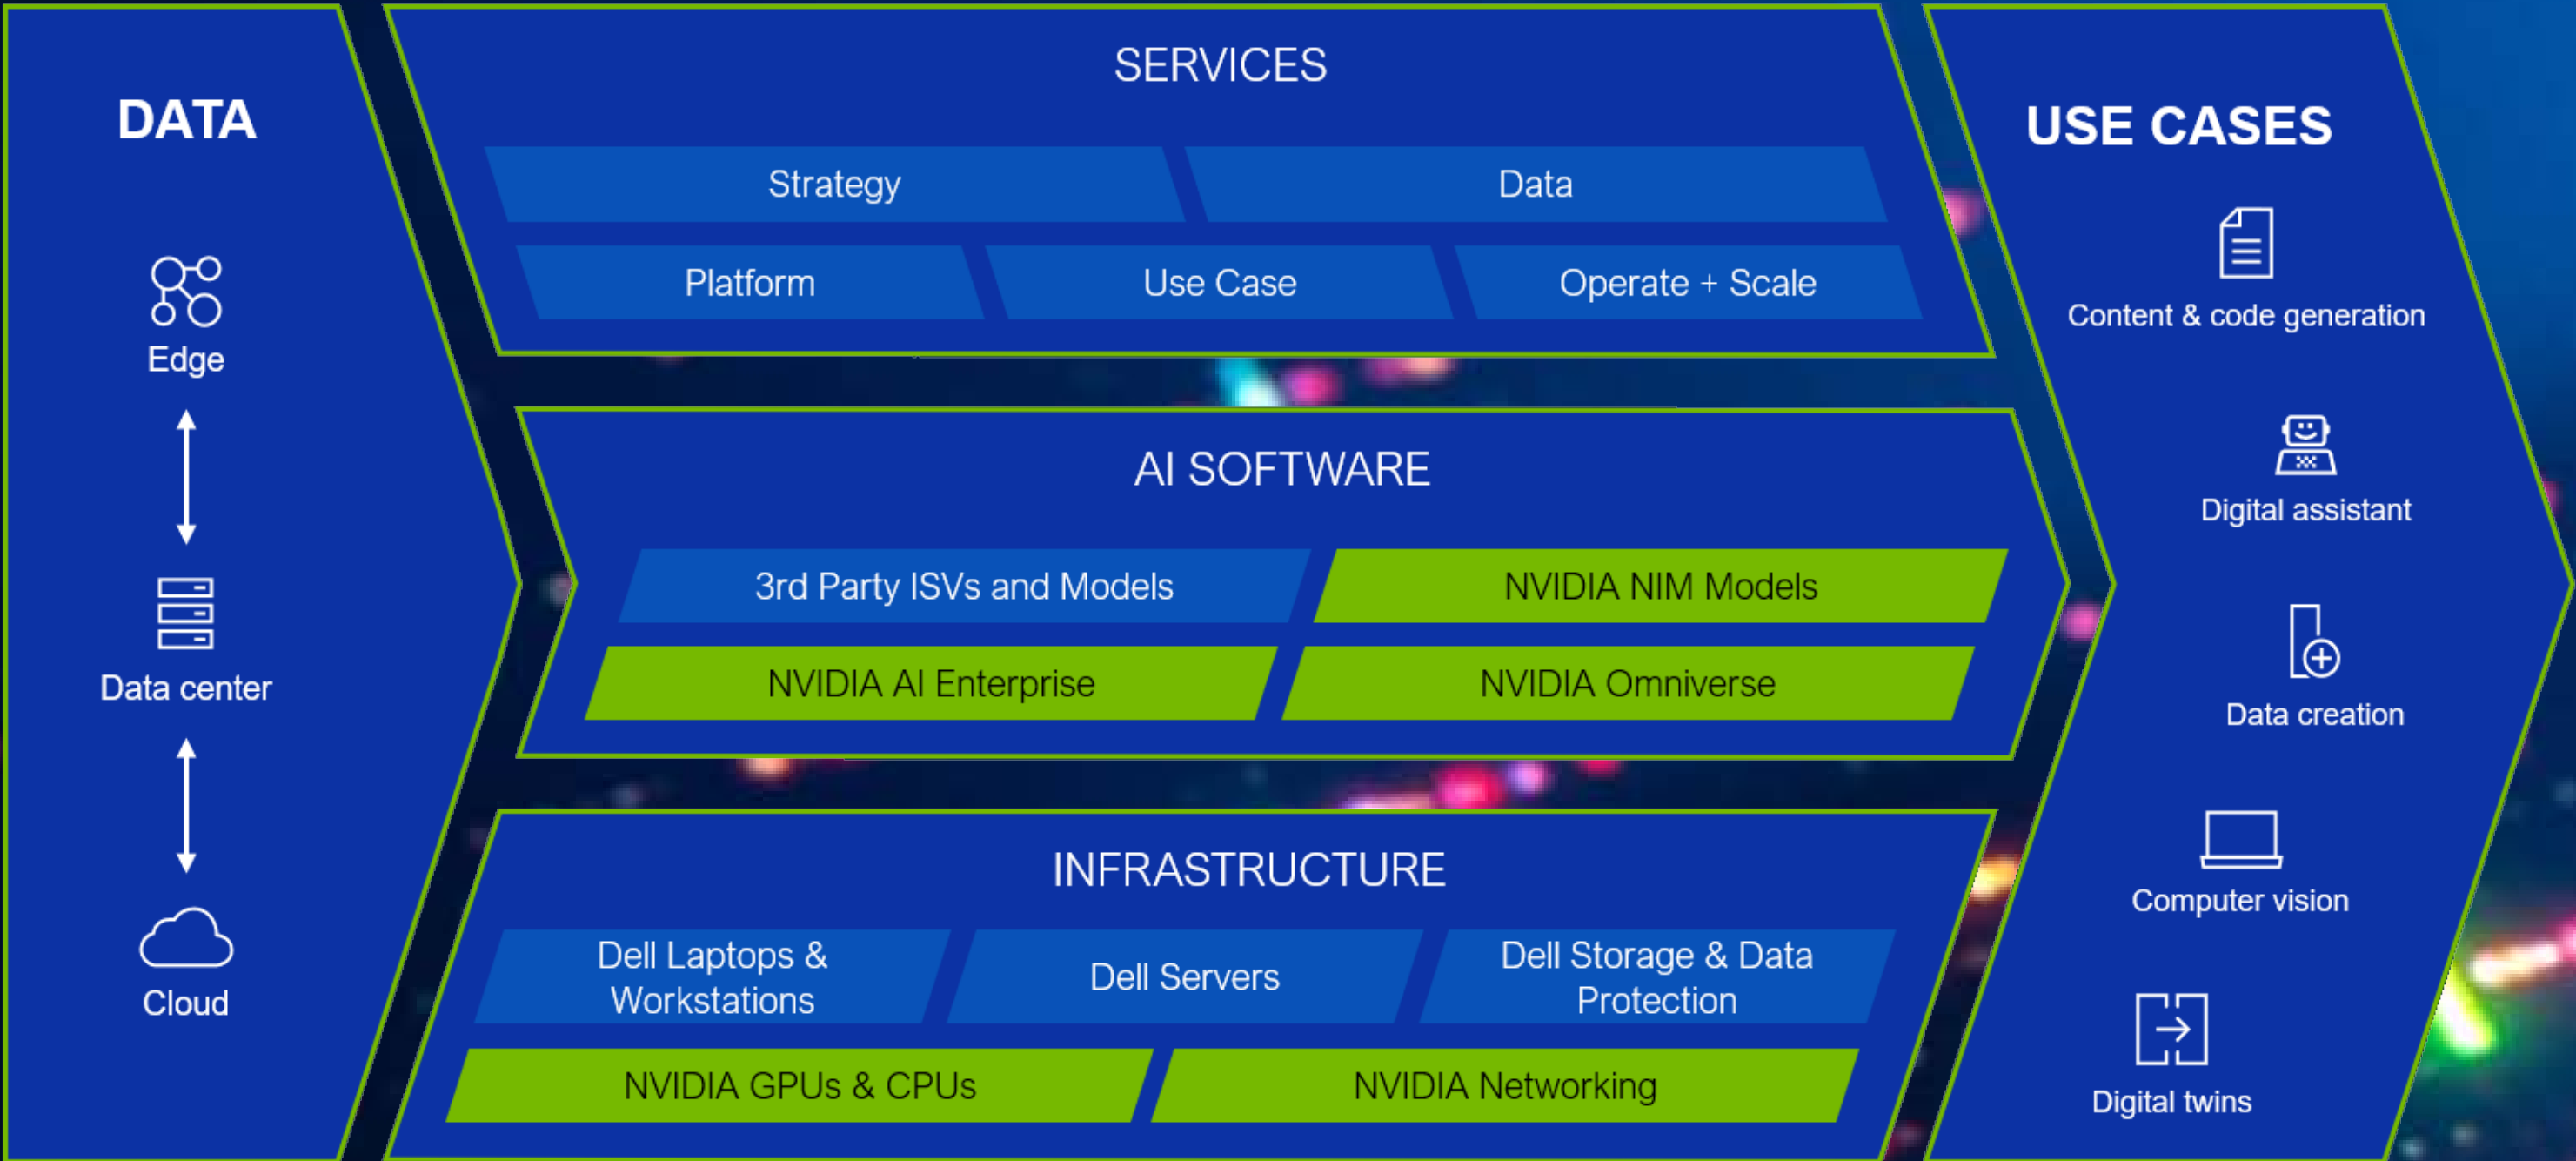 DATA
Edge
Data center
Cloud
SERVICES
Strategy
Data
Platform
Use Case
Operate + Scale
AI SOFTWARE
3rd Party ISVs and Models
NVIDIA NIM Models
NVIDIA AI Enterprise
NVIDIA Omniverse
INFRASTRUCTURE
Dell Laptops &
Workstations
Dell Servers
Dell Storage & Data
Protection
NVIDIA GPUs & CPUs
NVIDIA Networking
USE CASES
Content & code generation
Digital assistant
Data creation
Computer vision
Digital twins